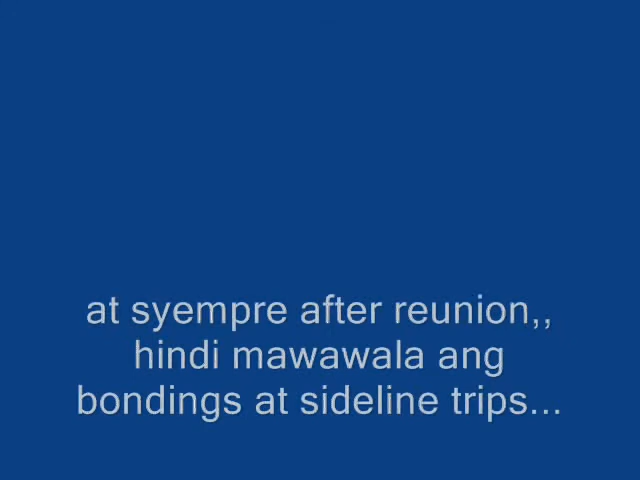 at syempre after reunion,,
hindi mawawala ang
bondings at sideline trips...